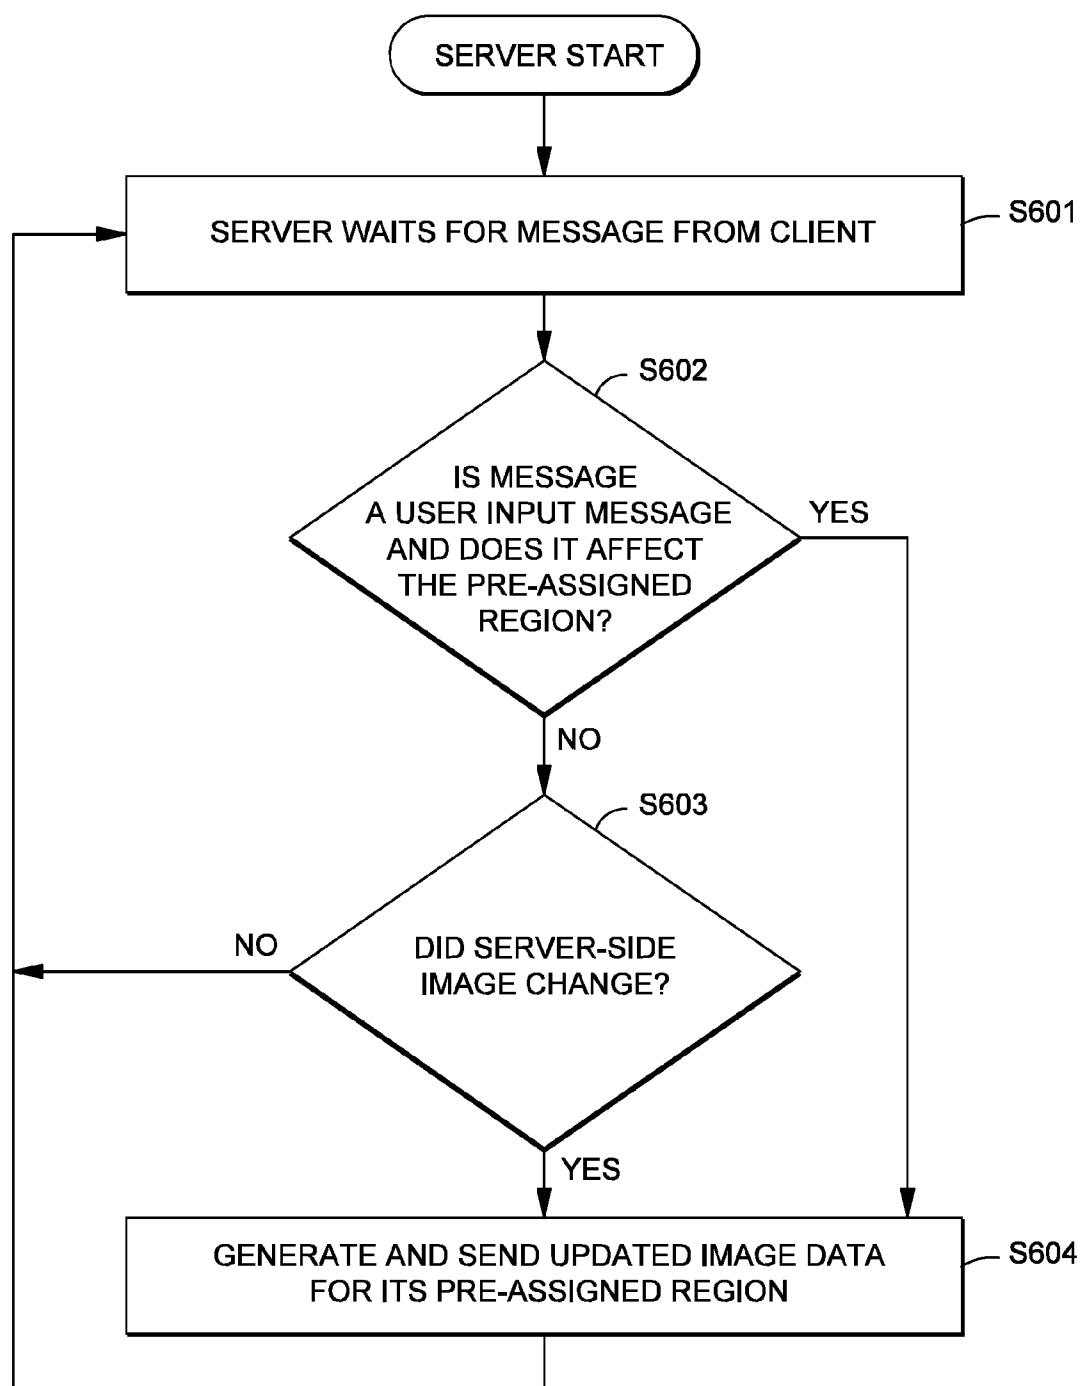 SERVER START
SERVER WAITS FOR MESSAGE FROM CLIENT
S601
S602
IS MESSAGE
A USER INPUT MESSAGE
AND DOES IT AFFECT
THE PRE-ASSIGNED
REGION?
YES
NO
S603
NO
DID SERVER-SIDE
IMAGE CHANGE?
YES
GENERATE AND SEND UPDATED IMAGE DATA
FOR ITS PRE-ASSIGNED REGION
S604